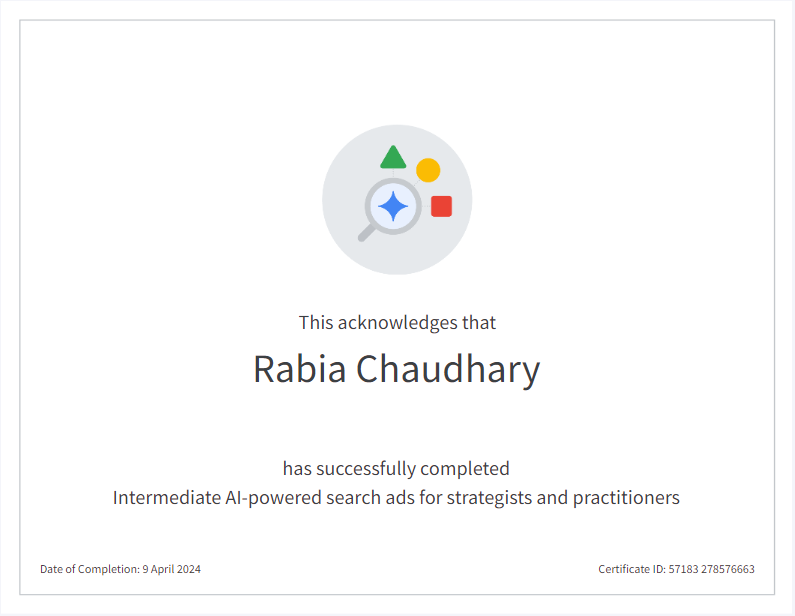 This acknowledges that
Rabia Chaudhary
has successfully completed
Intermediate AI-powered search ads for strategists and practitioners
Date of Completion: 9 April 2024
Certificate ID: 57183 278576663